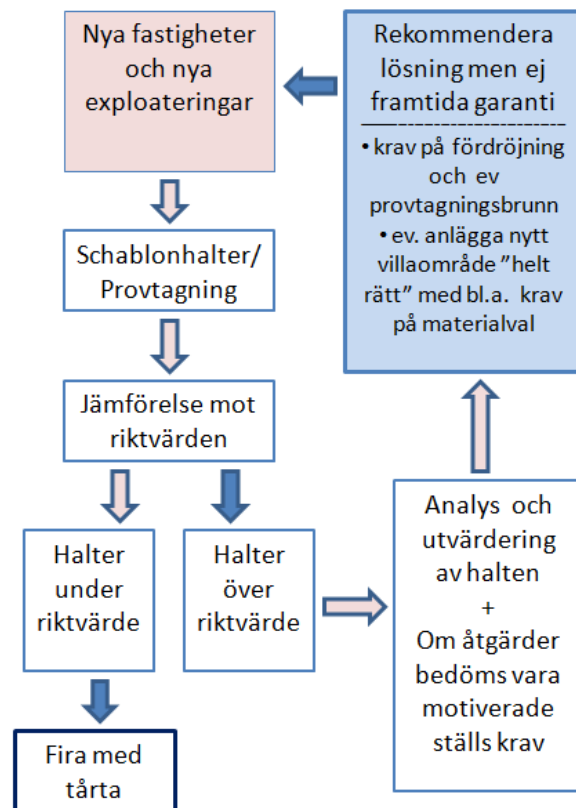 Nya fastigheter
och nya
exploateringar
Rekommendera
lösning men ej
framtida garanti
• krav på fördröjning
och ev
provtagningsbrunn
• ev. anlägga nytt
villaområde ”helt
rätt” med bl.a. krav
på materialval
Schablonhalter/
Provtagning
Jämförelse mot
riktvärden
Halter
under
riktvärde
Halter
över
riktvärde
Analys och
utvärdering
av halten
+
Om åtgärder
bedöms vara
motiverade
ställs krav
Fira med
tårta